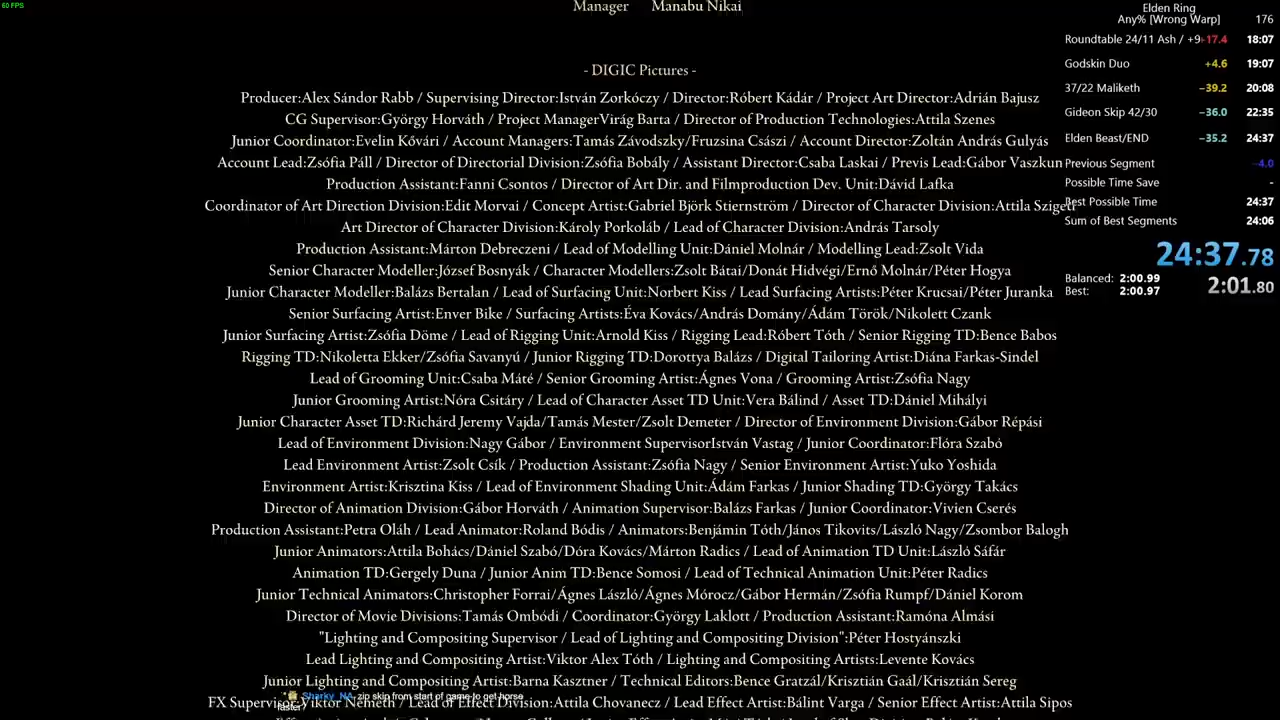 60 FPS
Manager Manabu Nikai
- DIGIC Pictures -
Producer:Alex Sándor Rabb / Supervising Director:István Zorkóczy / Director:Róbert Kádár / Project Art Director:Adrián Bajusz
CG Supervisor:György Horváth / Project ManagerVirág Barta / Director of Production Technologies:Attila Szenes
Junior Coordinator:Evelin Kővári / Account Managers:Tamás Závodszky/Fruzsina Császi / Account Director:Zoltán András Gulyás
Account Lead:Zsófia Páll / Director of Directorial Division:Zsófia Bobály / Assistant Director:Csaba Laskai / Previs Lead:Gábor Vaszkun
Production Assistant:Fanni Csontos / Director of Art Dir. and Filmproduction Dev. Unit:Dávid Lafka
Coordinator of Art Direction Division:Edit Morvai / Concept Artist:Gabriel Björk Stiernström / Director of Character Division:Attila Szigeti
Art Director of Character Division:Károly Porkoláb / Lead of Character Division:András Tarsoly
Production Assistant:Márton Debreczeni / Lead of Modelling Unit:Dániel Molnár / Modelling Lead:Zsolt Vida
Senior Character Modeller:József Bosnyák / Character Modellers:Zsolt Bátai/Donát Hidvégi/Ernő Molnár/Péter Hogya
Junior Character Modeller:Balázs Bertalan / Lead of Surfacing Unit:Norbert Kiss / Lead Surfacing Artists:Péter Krucsai/Péter Juranka
Senior Surfacing Artist:Enver Bike / Surfacing Artists:Éva Kovács/András Domány/Ádám Török/Nikolett Czank
Junior Surfacing Artist:Zsófia Döme / Lead of Rigging Unit:Arnold Kiss / Rigging Lead:Róbert Tóth / Senior Rigging TD:Bence Babos
Rigging TD:Nikoletta Ekker/Zsófia Savanyú / Junior Rigging TD:Dorottya Balázs / Digital Tailoring Artist:Diána Farkas-Sindel
Lead of Grooming Unit:Csaba Máté / Senior Grooming Artist:Ágnes Vona / Grooming Artist:Zsófia Nagy
Junior Grooming Artist:Nóra Csitáry / Lead of Character Asset TD Unit:Vera Bálind / Asset TD:Dániel Mihályi
Junior Character Asset TD:Richárd Jeremy Vajda/Tamás Mester/Zsolt Demeter / Director of Environment Division:Gábor Répási
Lead of Environment Division:Nagy Gábor / Environment SupervisorIstván Vastag / Junior Coordinator:Flóra Szabó
Lead Environment Artist:Zsolt Csík / Production Assistant:Zsófia Nagy / Senior Environment Artist:Yuko Yoshida
Environment Artist:Krisztina Kiss / Lead of Environment Shading Unit:Ádám Farkas / Junior Shading TD:György Takács
Director of Animation Division:Gábor Horváth / Animation Supervisor:Balázs Farkas / Junior Coordinator:Vivien Cserés
Production Assistant:Petra Oláh / Lead Animator:Roland Bódis / Animators:Benjámin Tóth/János Tikovits/László Nagy/Zsombor Balogh
Junior Animators:Attila Bohács/Dániel Szabó/Dóra Kovács/Márton Radics / Lead of Animation TD Unit:László Sáfár
Animation TD:Gergely Duna / Junior Anim TD:Bence Somosi / Lead of Technical Animation Unit:Péter Radics
Junior Technical Animators:Christopher Forrai/Ágnes László/Ágnes Mórocz/Gábor Hermán/Zsófia Rumpf/Dániel Korom
Director of Movie Divisions:Tamás Ombódi / Coordinator:György Laklott / Production Assistant:Ramóna Almási
"Lighting and Compositing Supervisor / Lead of Lighting and Compositing Division":Péter Hostyánszki
Lead Lighting and Compositing Artist:Viktor Alex Tóth / Lighting and Compositing Artists:Levente Kovács
Junior Lighting and Compositing Artist:Barna Kasztner / Technical Editors:Bence Gratzál/Krisztián Gaál/Krisztián Sereg
Sharky_NA zip skip from start of game to get horse
faster
FX Supervisor:Viktor Németh / Lead of Effect Division:Attila Chovanecz / Lead Effect Artist:Bálint Varga / Senior Effect Artist:Attila Sipos
Elden Ring
Any% [Wrong Warp] 176
Roundtable 24/11 Ash / +9 +17.4 18:07
Godskin Duo +4.6 19:07
37/22 Maliketh −39.2 20:08
Gideon Skip 42/30 −36.0 22:35
Elden Beast/END −35.2 24:37
Previous Segment −4.0
Possible Time Save -
Best Possible Time 24:37
Sum of Best Segments 24:06
24:37.78
Balanced: 2:00.99
Best: 2:00.97
2:01.80